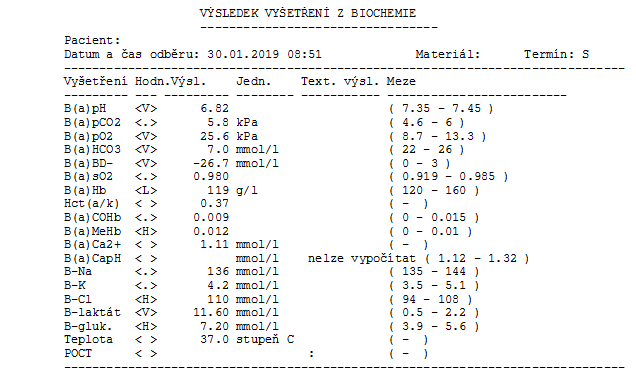 VÝSLEDEK VYŠETŘENÍ Z BIOCHEMIE
----------------------------------
Pacient:
Datum a čas odběru: 30.01.2019 08:51 Materiál: Termín: S
--------------------------------------------------------------------------------
Vyšetření Hodn.Výsl. Jedn. Text. výsl. Meze
--------- --- --------- -------- ----------- --------------------------
B(a)pH <V> 6.82 ( 7.35 - 7.45 )
B(a)pCO2 <.> 5.8 kPa ( 4.6 - 6 )
B(a)pO2 <V> 25.6 kPa ( 8.7 - 13.3 )
B(a)HCO3 <V> 7.0 mmol/l ( 22 - 26 )
B(a)BD- <V> -26.7 mmol/l ( 0 - 3 )
B(a)sO2 <.> 0.980 ( 0.919 - 0.985 )
B(a)Hb <L> 119 g/l ( 120 - 160 )
Hct(a/k) < > 0.37 ( - )
B(a)COHb <.> 0.009 ( 0 - 0.015 )
B(a)MeHb <H> 0.012 ( 0 - 0.01 )
B(a)Ca2+ < > 1.11 mmol/l ( - )
B(a)CapH < > mmol/l nelze vypočítat ( 1.12 - 1.32 )
B-Na <.> 136 mmol/l ( 135 - 144 )
B-K <.> 4.2 mmol/l ( 3.5 - 5.1 )
B-Cl <H> 110 mmol/l ( 94 - 108 )
B-laktát <V> 11.60 mmol/l ( 0.5 - 2.2 )
B-gluk. <H> 7.20 mmol/l ( 3.9 - 5.6 )
Teplota < > 37.0 stupeň C ( - )
POCT < > : ( - )
--------------------------------------------------------------------------------